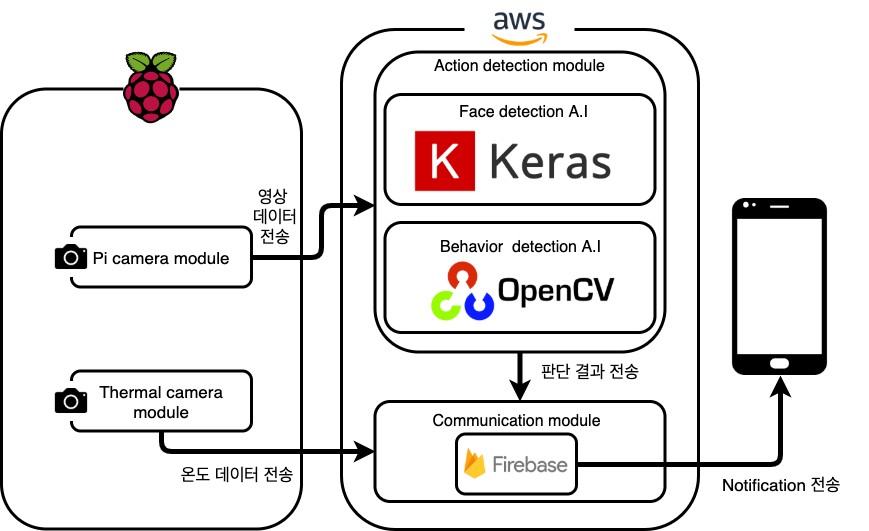 aws
Action detection module
Face detection A.I
K Keras
영상
데이터
전송
Pi camera module
Behavior detection A.I
OpenCV
판단 결과 전송
Thermal camera
module
Communication module
Firebase
온도 데이터 전송
Notification 전송